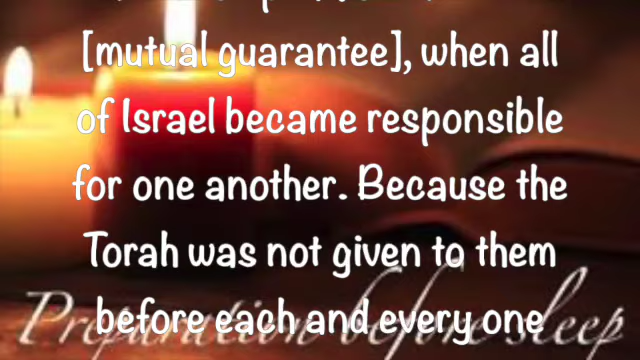 [mutual guarantee], when all
of Israel became responsible
for one another. Because the
Torah was not given to them
before each and every one
Preparation before sleep